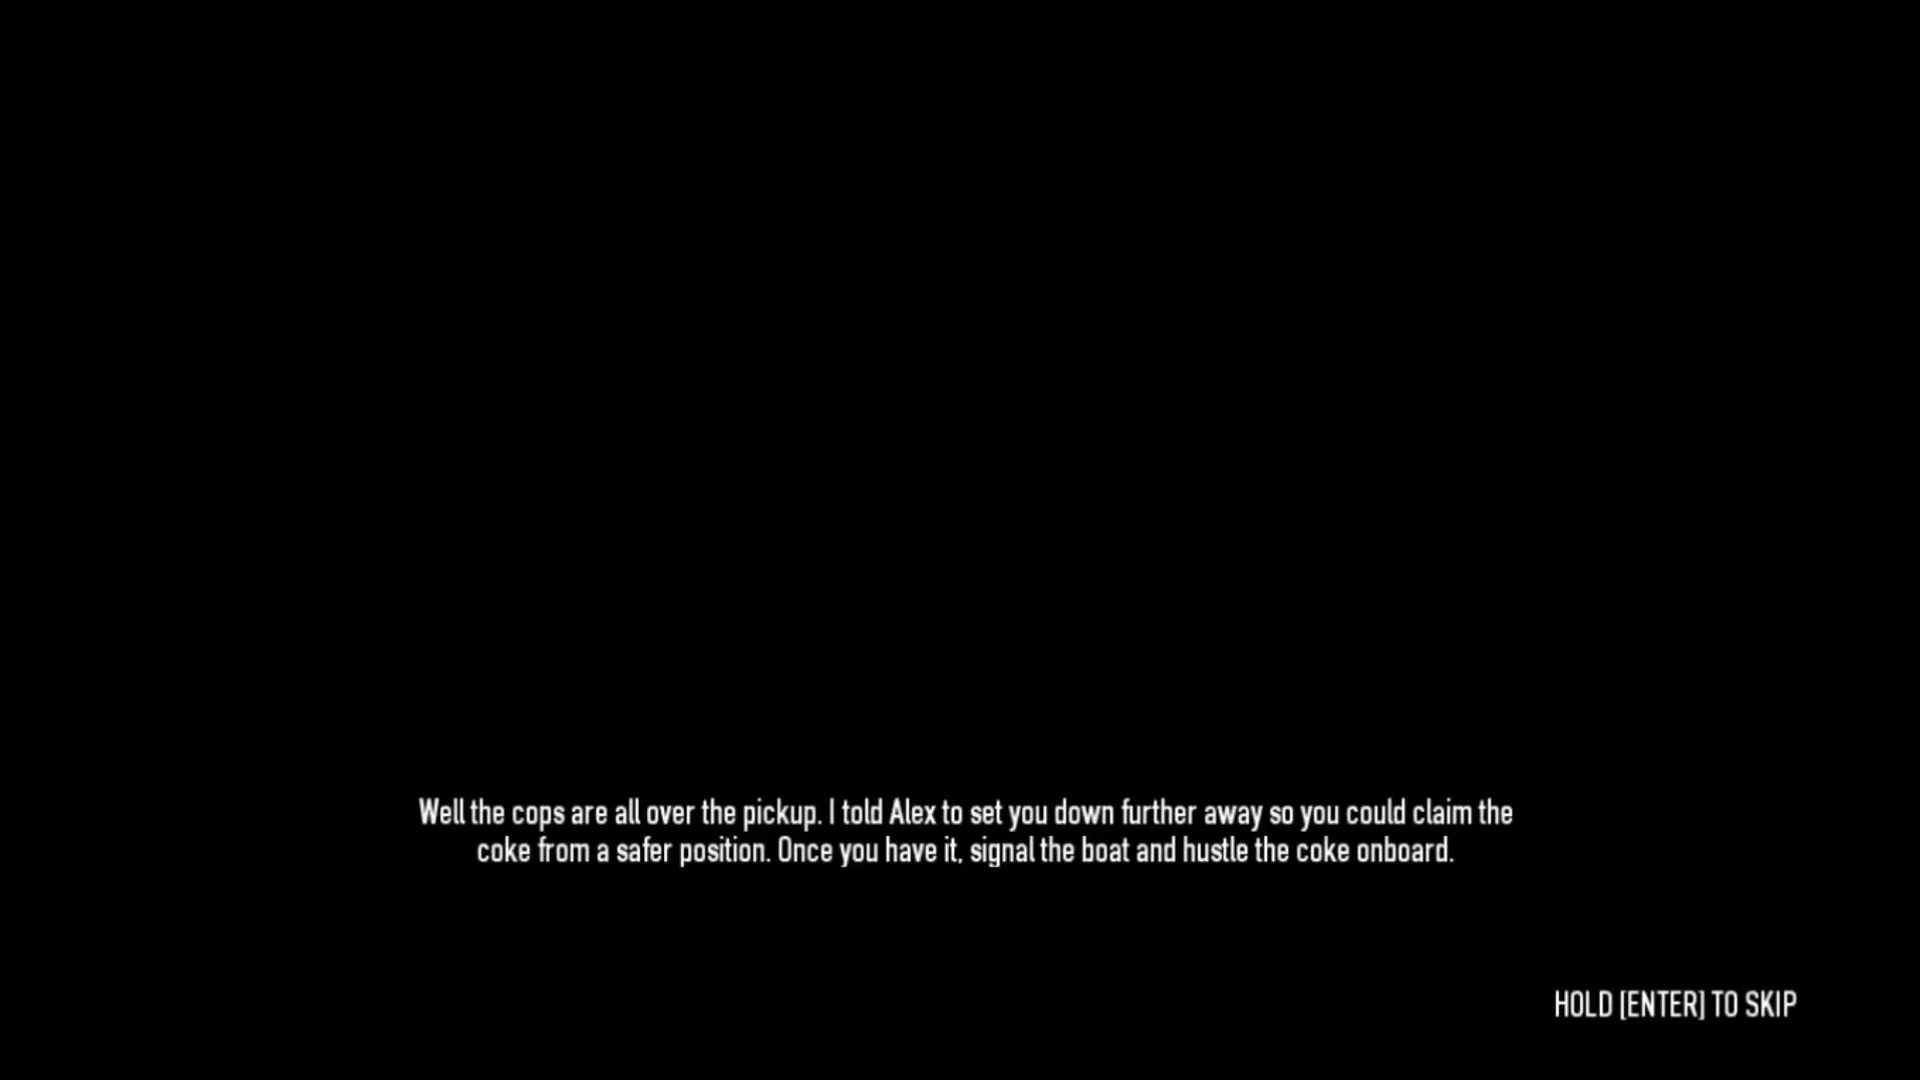 Well the cops are all over the pickup. I told Alex to set you down further away so you could claim the
coke from a safer position. Once you have it, signal the boat and hustle the coke onboard.
HOLD [ENTER] TO SKIP